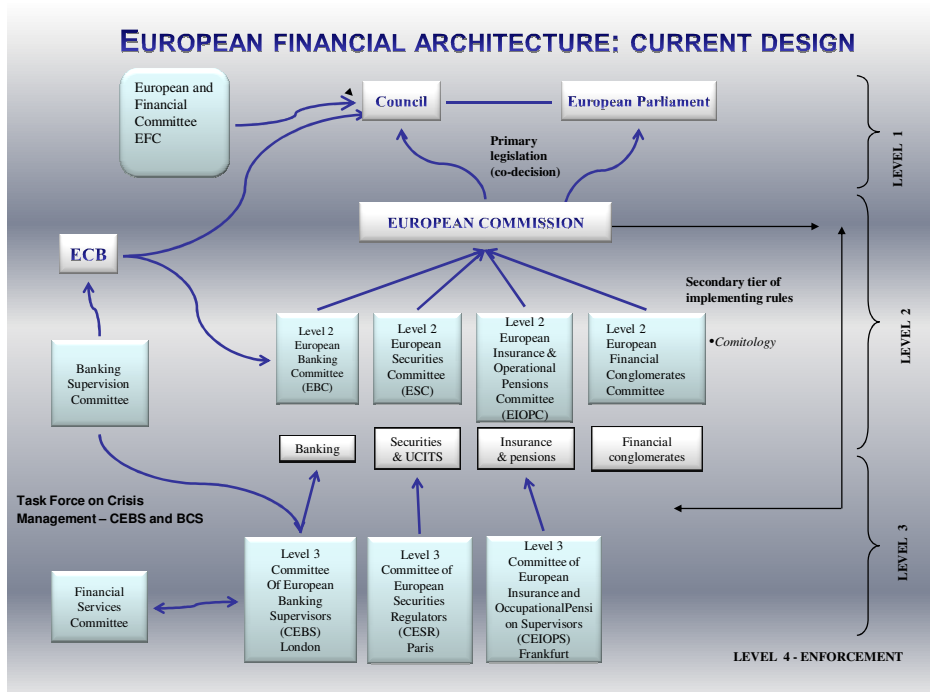 EUROPEAN FINANCIAL ARCHITECTURE: CURRENT DESIGN
European and
Financial
Committee
EFC
Council
European Parliament
Primary
legislation
(co-decision)
LEVEL 1
EUROPEAN COMMISSION
ECB
Secondary tier of
implementing rules
•Comitology
LEVEL 2
Banking
Supervision
Committee
Level 2
European
Banking
Committee
(EBC)
Level 2
European
Securities
Committee
(ESC)
Level 2
European
Insurance &
Operational
Pensions
Committee
(EIOPC)
Level 2
European
Financial
Conglomerates
Committee
Banking
Securities
& UCITS
Insurance
& pensions
Financial
conglomerates
Task Force on Crisis
Management – CEBS and BCS
LEVEL 3
Financial
Services
Committee
Level 3
Committee
Of European
Banking
Supervisors
(CEBS)
London
Level 3
Committee of
European
Securities
Regulators
(CESR)
Paris
Level 3
Committee of
European
Insurance and
OccupationalPensi
on Supervisors
(CEIOPS)
Frankfurt
LEVEL 4 - ENFORCEMENT